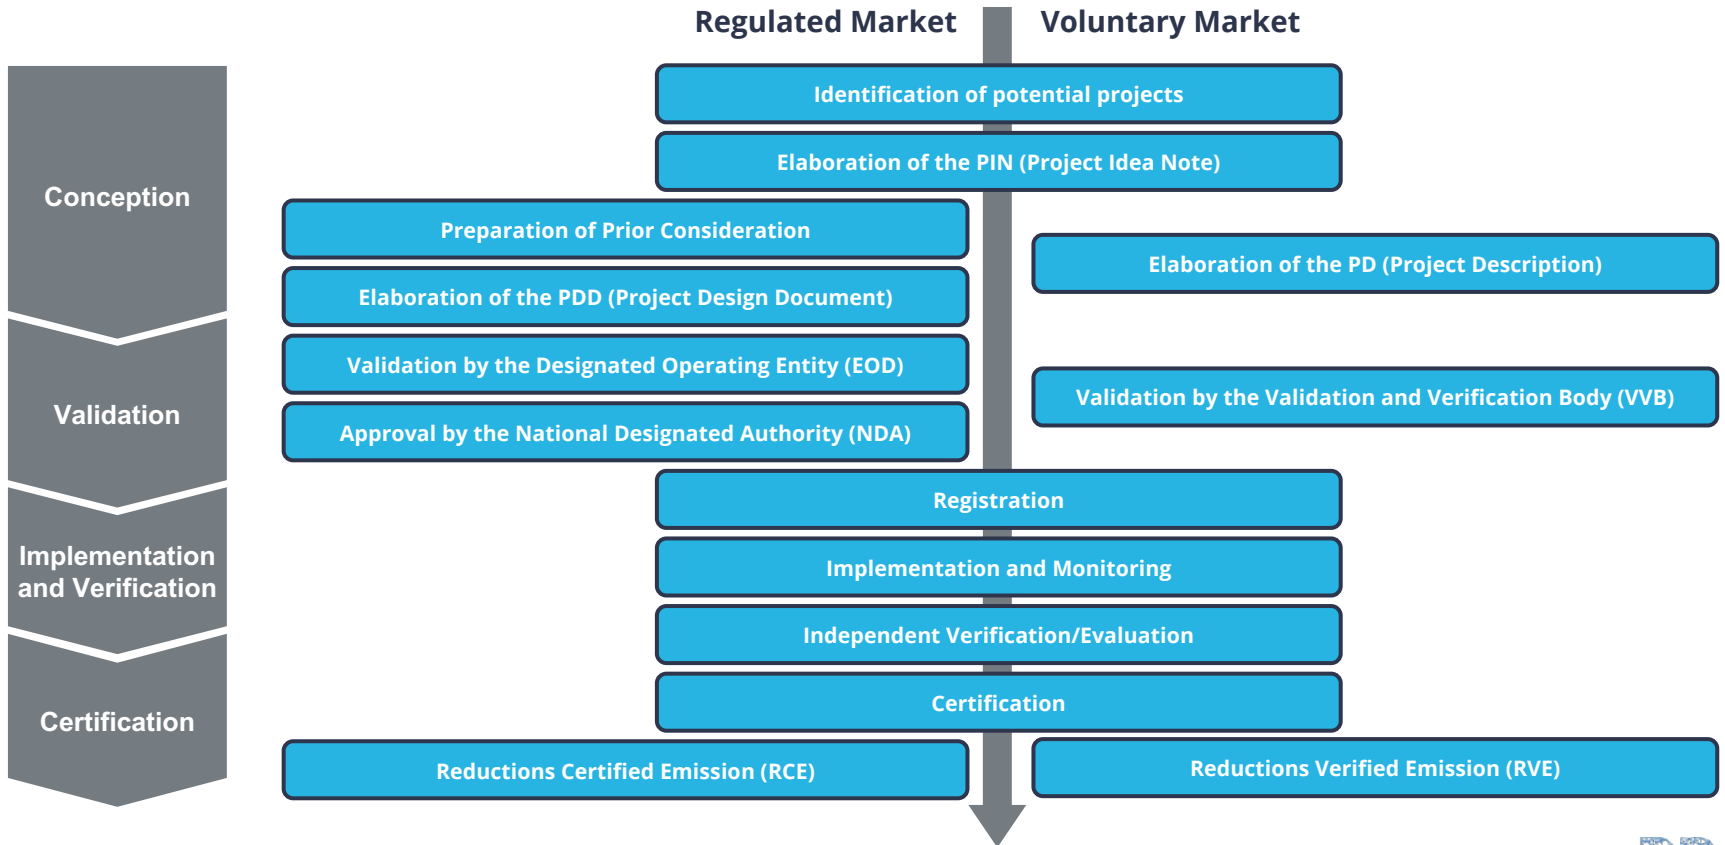 Regulated Market
Voluntary Market
Identification of potential projects
Elaboration of the PIN (Project Idea Note)
Conception
Preparation of Prior Consideration
Elaboration of the PD (Project Description)
Elaboration of the PDD (Project Design Document)
Validation by the Designated Operating Entity (EOD)
Validation
Validation by the Validation and Verification Body (VVB)
Approval by the National Designated Authority (NDA)
Registration
Implementation
and Verification
Implementation and Monitoring
Independent Verification/Evaluation
Certification
Certification
Reductions Certified Emission (RCE)
Reductions Verified Emission (RVE)